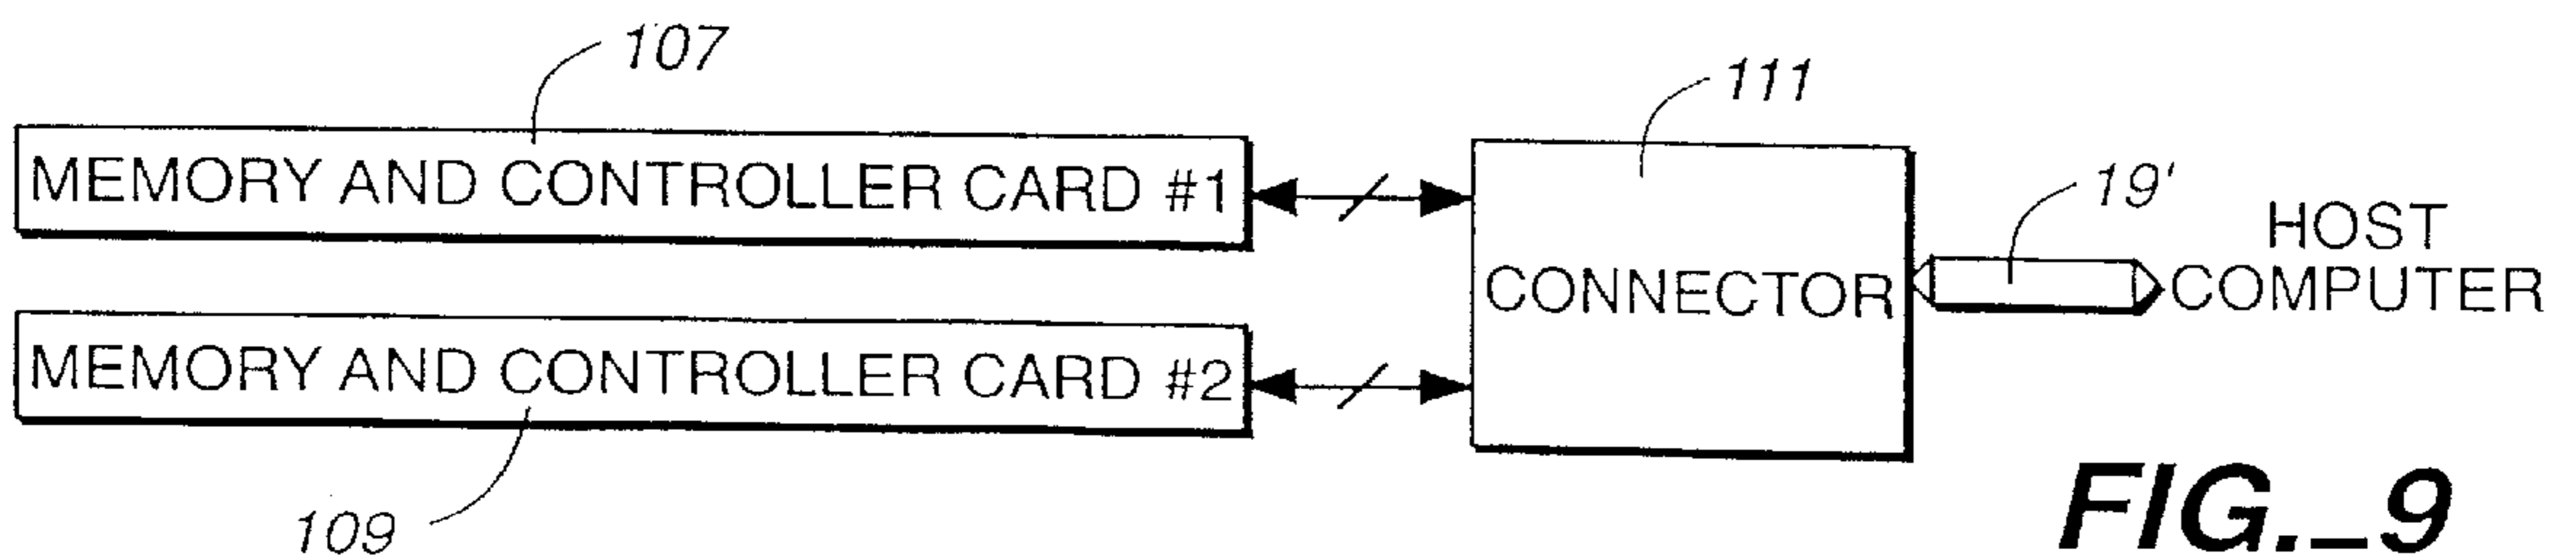 107
111
MEMORY AND CONTROLLER CARD #1
19'
HOST
COMPUTER
CONNECTOR
MEMORY AND CONTROLLER CARD #2
109
FIG._9